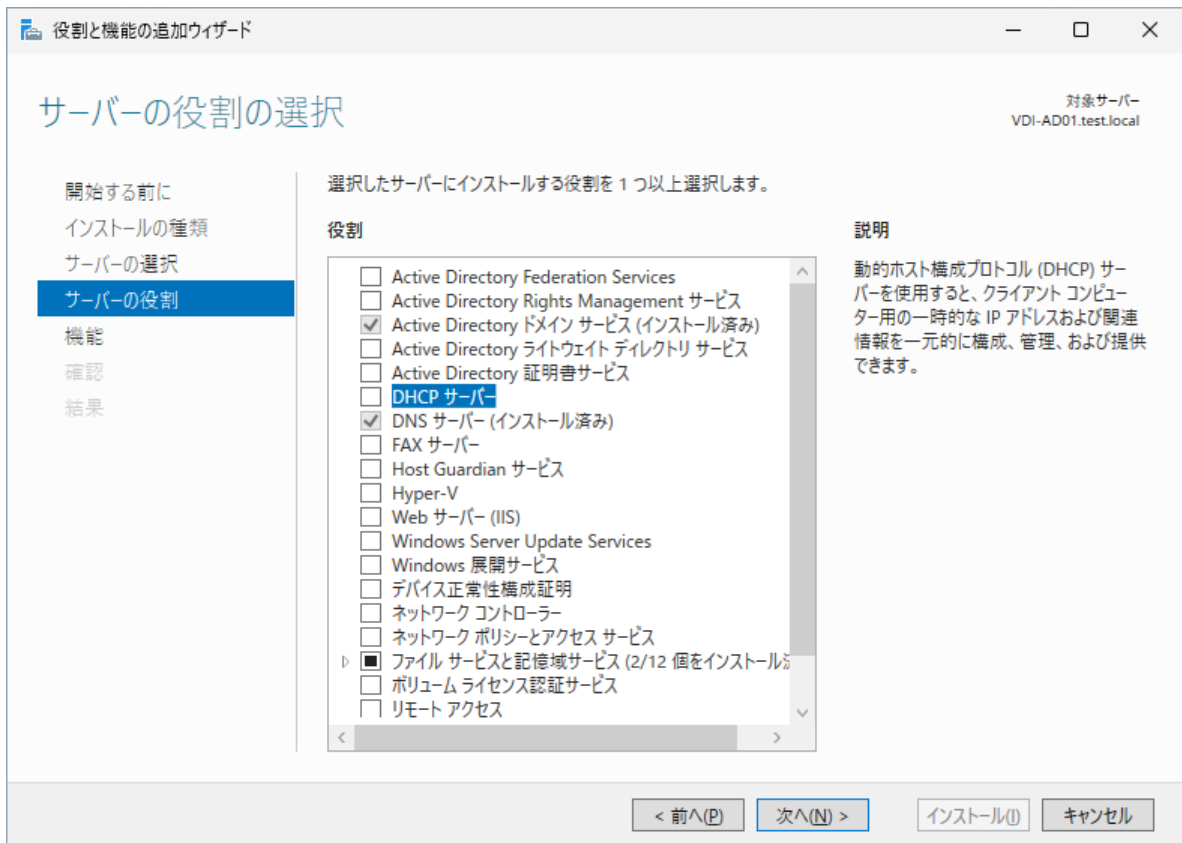 役割と機能の追加ウィザード
サーバーの役割の選択
対象サーバー
VDI-AD01.test.local
開始する前に
インストールの種類
サーバーの選択
サーバーの役割
機能
確認
結果
選択したサーバーにインストールする役割を 1 つ以上選択します。
役割
Active Directory Federation Services
Active Directory Rights Management サービス
Active Directory ドメイン サービス (インストール済み)
Active Directory ライトウェイト ディレクトリ サービス
Active Directory 証明書サービス
DHCP サーバー
DNS サーバー (インストール済み)
FAX サーバー
Host Guardian サービス
Hyper-V
Web サーバー (IIS)
Windows Server Update Services
Windows 展開サービス
デバイス正常性構成証明
ネットワーク コントローラー
ネットワーク ポリシーとアクセス サービス
ファイル サービスと記憶域サービス (2/12 個をインストール済
ボリューム ライセンス認証サービス
リモート アクセス
説明
動的ホスト構成プロトコル (DHCP) サー
バーを使用すると、クライアント コンピュー
ター用の一時的な IP アドレスおよび関連
情報を一元的に構成、管理、および提供
できます。
< 前へ(P)
次へ(N) >
インストール(I)
キャンセル